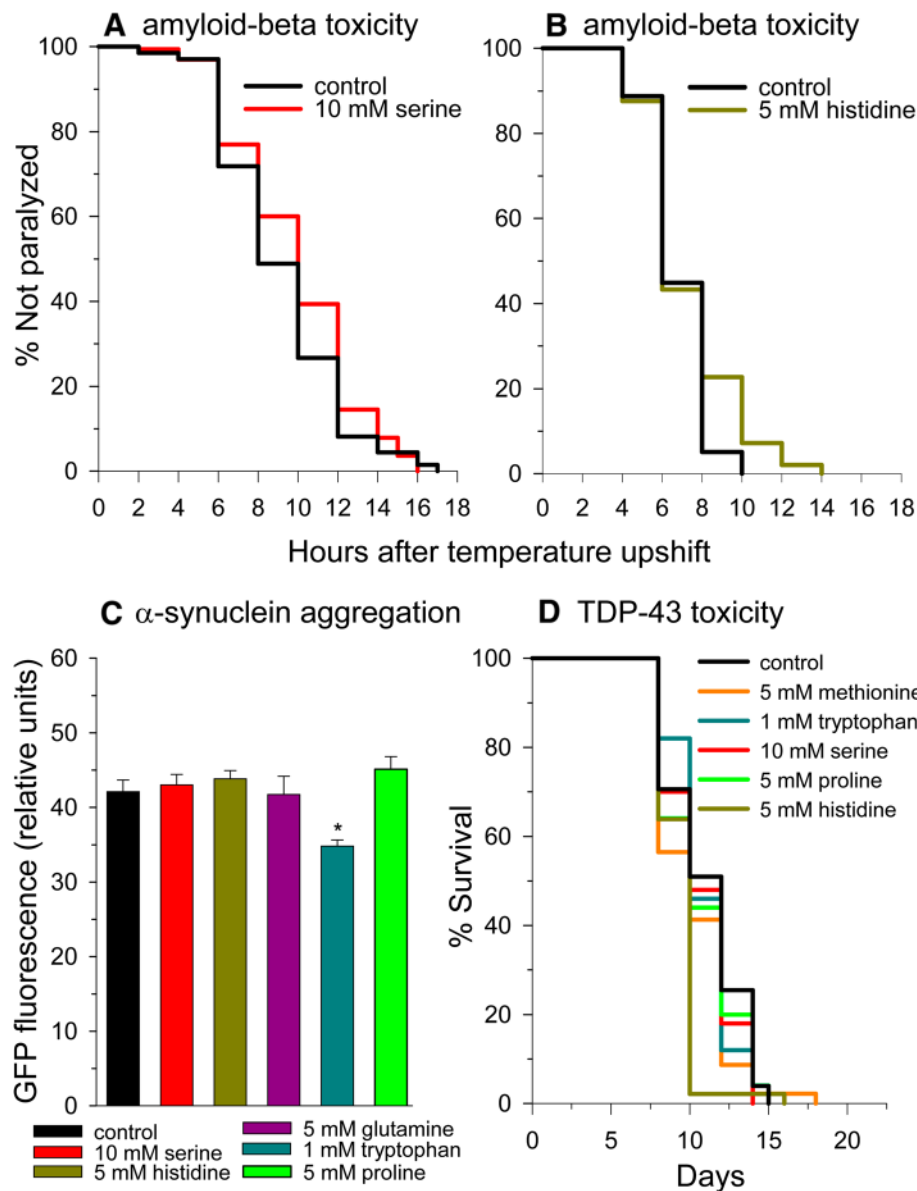 A amyloid-beta toxicity
100
80
60
40
20
0
% Not paralyzed
control
10 mM serine
0 2 4 6 8 10 12 14 16 18
B amyloid-beta toxicity
100
80
60
40
20
0
control
5 mM histidine
0 2 4 6 8 10 12 14 16 18
Hours after temperature upshift
C α-synuclein aggregation
60
50
40
30
20
10
0
GFP fluorescence (relative units)
*
control
10 mM serine
5 mM histidine
5 mM glutamine
1 mM tryptophan
5 mM proline
D TDP-43 toxicity
100
80
60
40
20
0
% Survival
control
5 mM methionine
1 mM tryptophan
10 mM serine
5 mM proline
5 mM histidine
0 5 10 15 20
Days